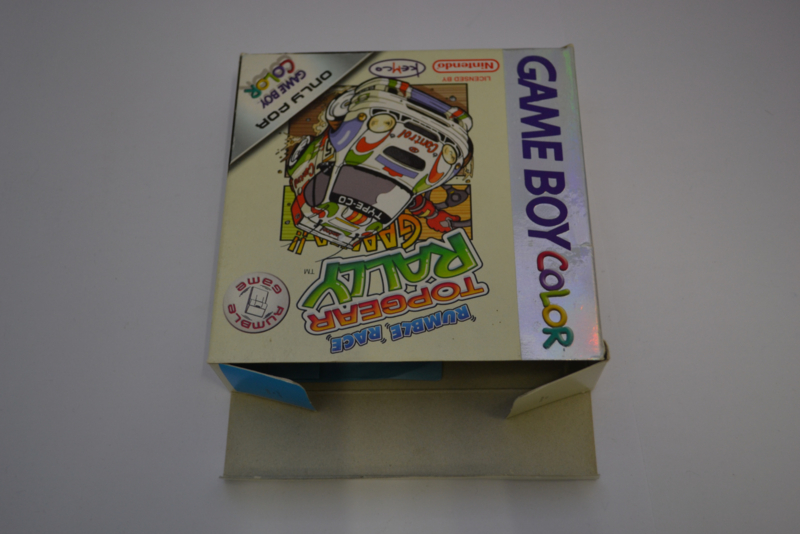 GAME BOY COLOR
'RUMBLE, RACE,
TOPGEAR
RALLY
TM
RUMBLE
Game
TYPE-CO
Control
LICENSED BY
Nintendo
KEMCO
ONLY FOR
GAME BOY
COLOR